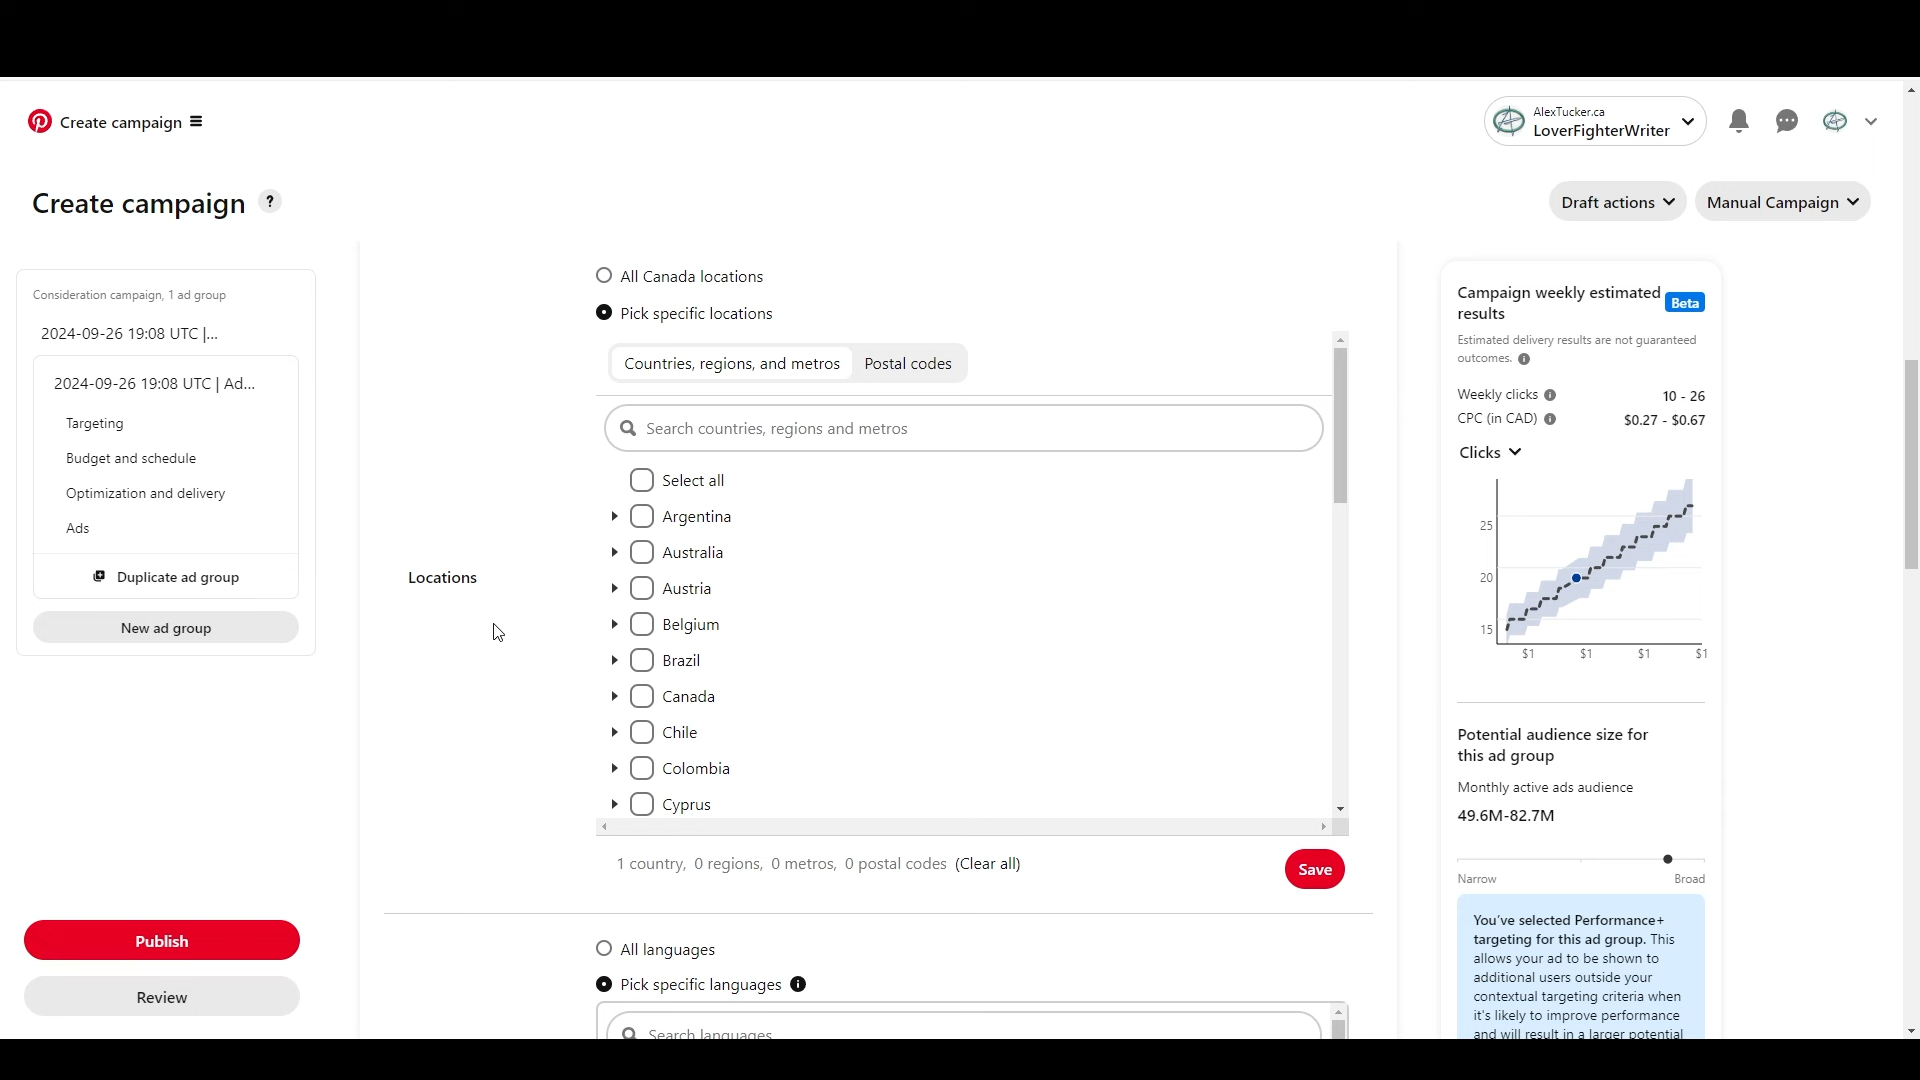 Create campaign
AlexTucker.ca
LoverFighterWriter
Create campaign ?
Draft actions
Manual Campaign
Consideration campaign, 1 ad group
2024-09-26 19:08 UTC |...
2024-09-26 19:08 UTC | Ad...
Targeting
Budget and schedule
Optimization and delivery
Ads
Duplicate ad group
New ad group
Publish
Review
Locations
All Canada locations
Pick specific locations
Countries, regions, and metros
Postal codes
Search countries, regions and metros
Select all
Argentina
Australia
Austria
Belgium
Brazil
Canada
Chile
Colombia
Cyprus
1 country, 0 regions, 0 metros, 0 postal codes (Clear all)
Save
All languages
Pick specific languages
Search languages
Campaign weekly estimated
results
Beta
Estimated delivery results are not guaranteed
outcomes.
Weekly clicks 10 - 26
CPC (in CAD) $0.27 - $0.67
Clicks
25
20
15
$1 $1 $1 $1
Potential audience size for
this ad group
Monthly active ads audience
49.6M-82.7M
Narrow Broad
You've selected Performance+
targeting for this ad group. This
allows your ad to be shown to
additional users outside your
contextual targeting criteria when
it's likely to improve performance
and will result in a larger potential